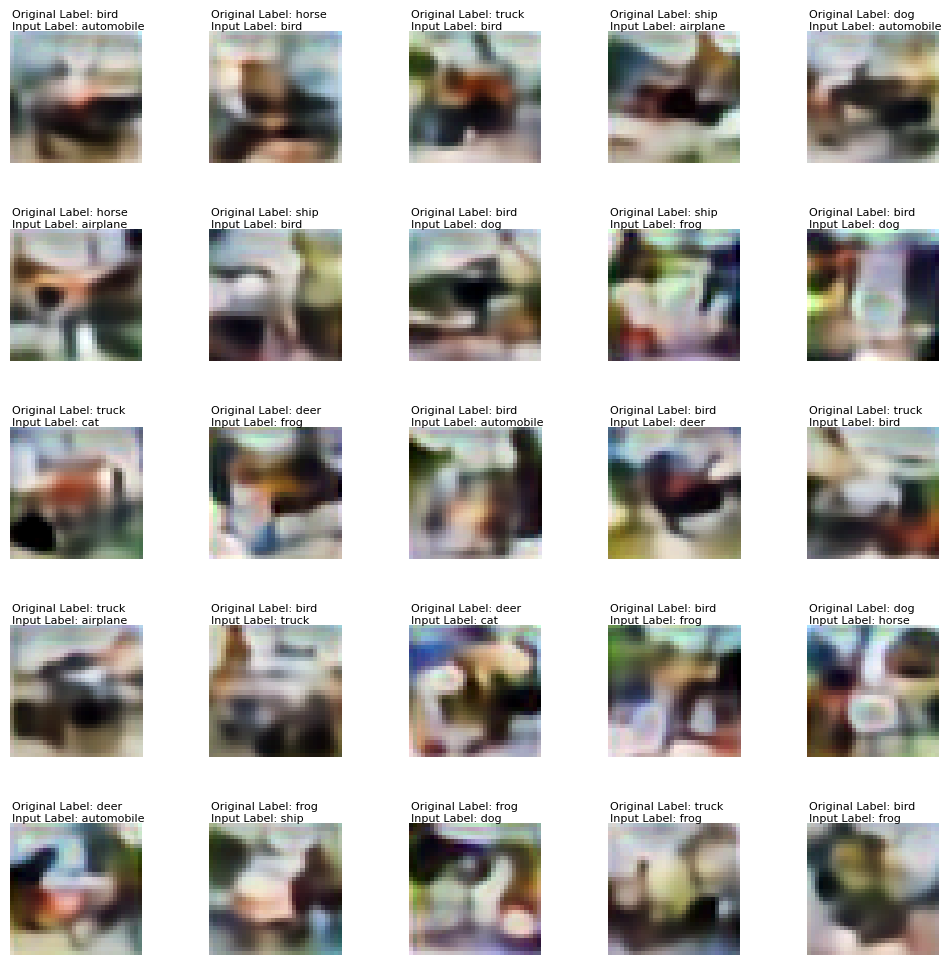 Original Label: bird
Input Label: automobile
Original Label: horse
Input Label: bird
Original Label: truck
Input Label: bird
Original Label: ship
Input Label: airplane
Original Label: dog
Input Label: automobile
Original Label: horse
Input Label: airplane
Original Label: ship
Input Label: bird
Original Label: bird
Input Label: dog
Original Label: ship
Input Label: frog
Original Label: bird
Input Label: dog
Original Label: truck
Input Label: cat
Original Label: deer
Input Label: frog
Original Label: bird
Input Label: automobile
Original Label: bird
Input Label: deer
Original Label: truck
Input Label: bird
Original Label: truck
Input Label: airplane
Original Label: bird
Input Label: truck
Original Label: deer
Input Label: cat
Original Label: bird
Input Label: frog
Original Label: dog
Input Label: horse
Original Label: deer
Input Label: automobile
Original Label: frog
Input Label: ship
Original Label: frog
Input Label: dog
Original Label: truck
Input Label: frog
Original Label: bird
Input Label: frog